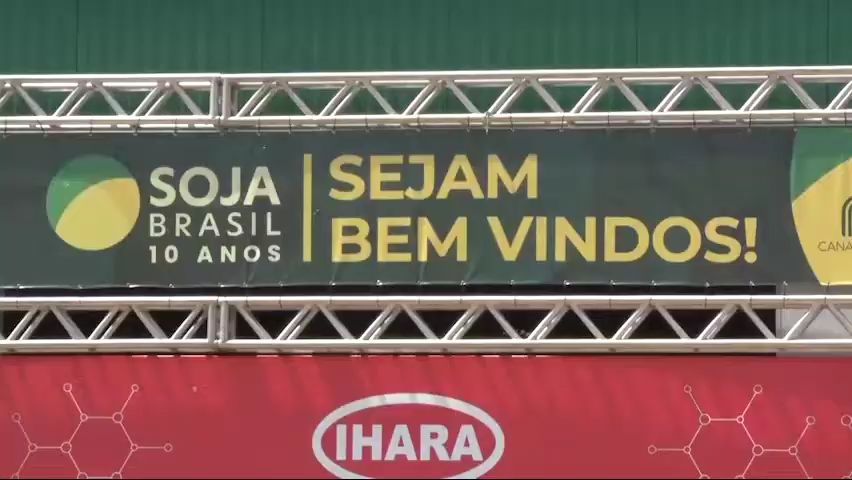 SOJA
BRASIL
10 ANOS
SEJAM
BEM VINDOS!
IHARA